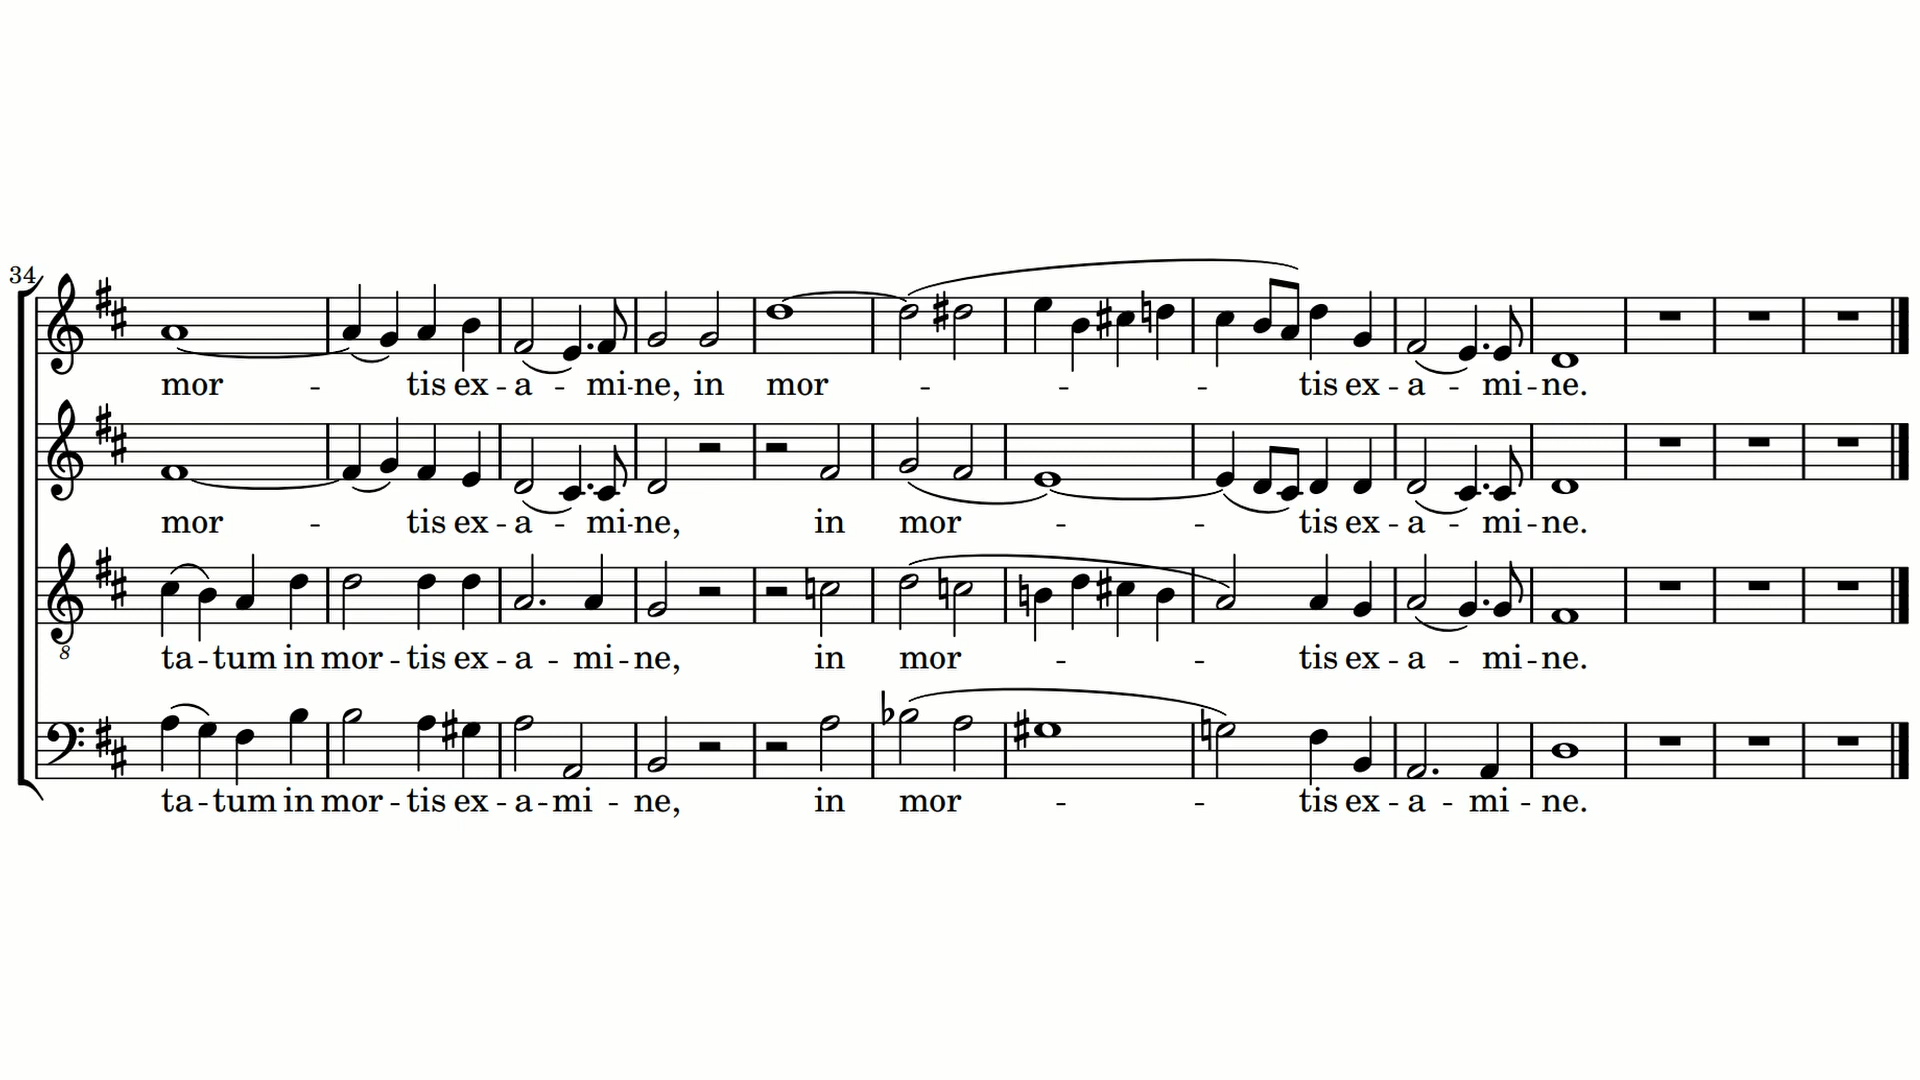 34
mor - tis ex - a - mi-ne, in mor - - - tis ex - a - mi-ne.
mor - tis ex - a - mi-ne, in mor - - tis ex - a - mi-ne.
8
ta-tum in mor-tis ex - a - mi-ne, in mor - - tis ex - a - mi-ne.
ta-tum in mor-tis ex - a-mi - ne, in mor - - tis ex - a - mi - ne.